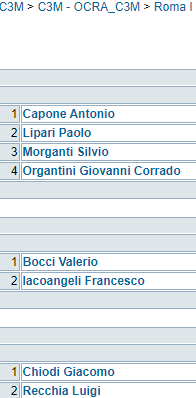 C3M > C3M - OCRA_C3M > Roma I
1 Capone Antonio
2 Lipari Paolo
3 Morganti Silvio
4 Organtini Giovanni Corrado
1 Bocci Valerio
2 Iacoangeli Francesco
1 Chiodi Giacomo
2 Recchia Luigi